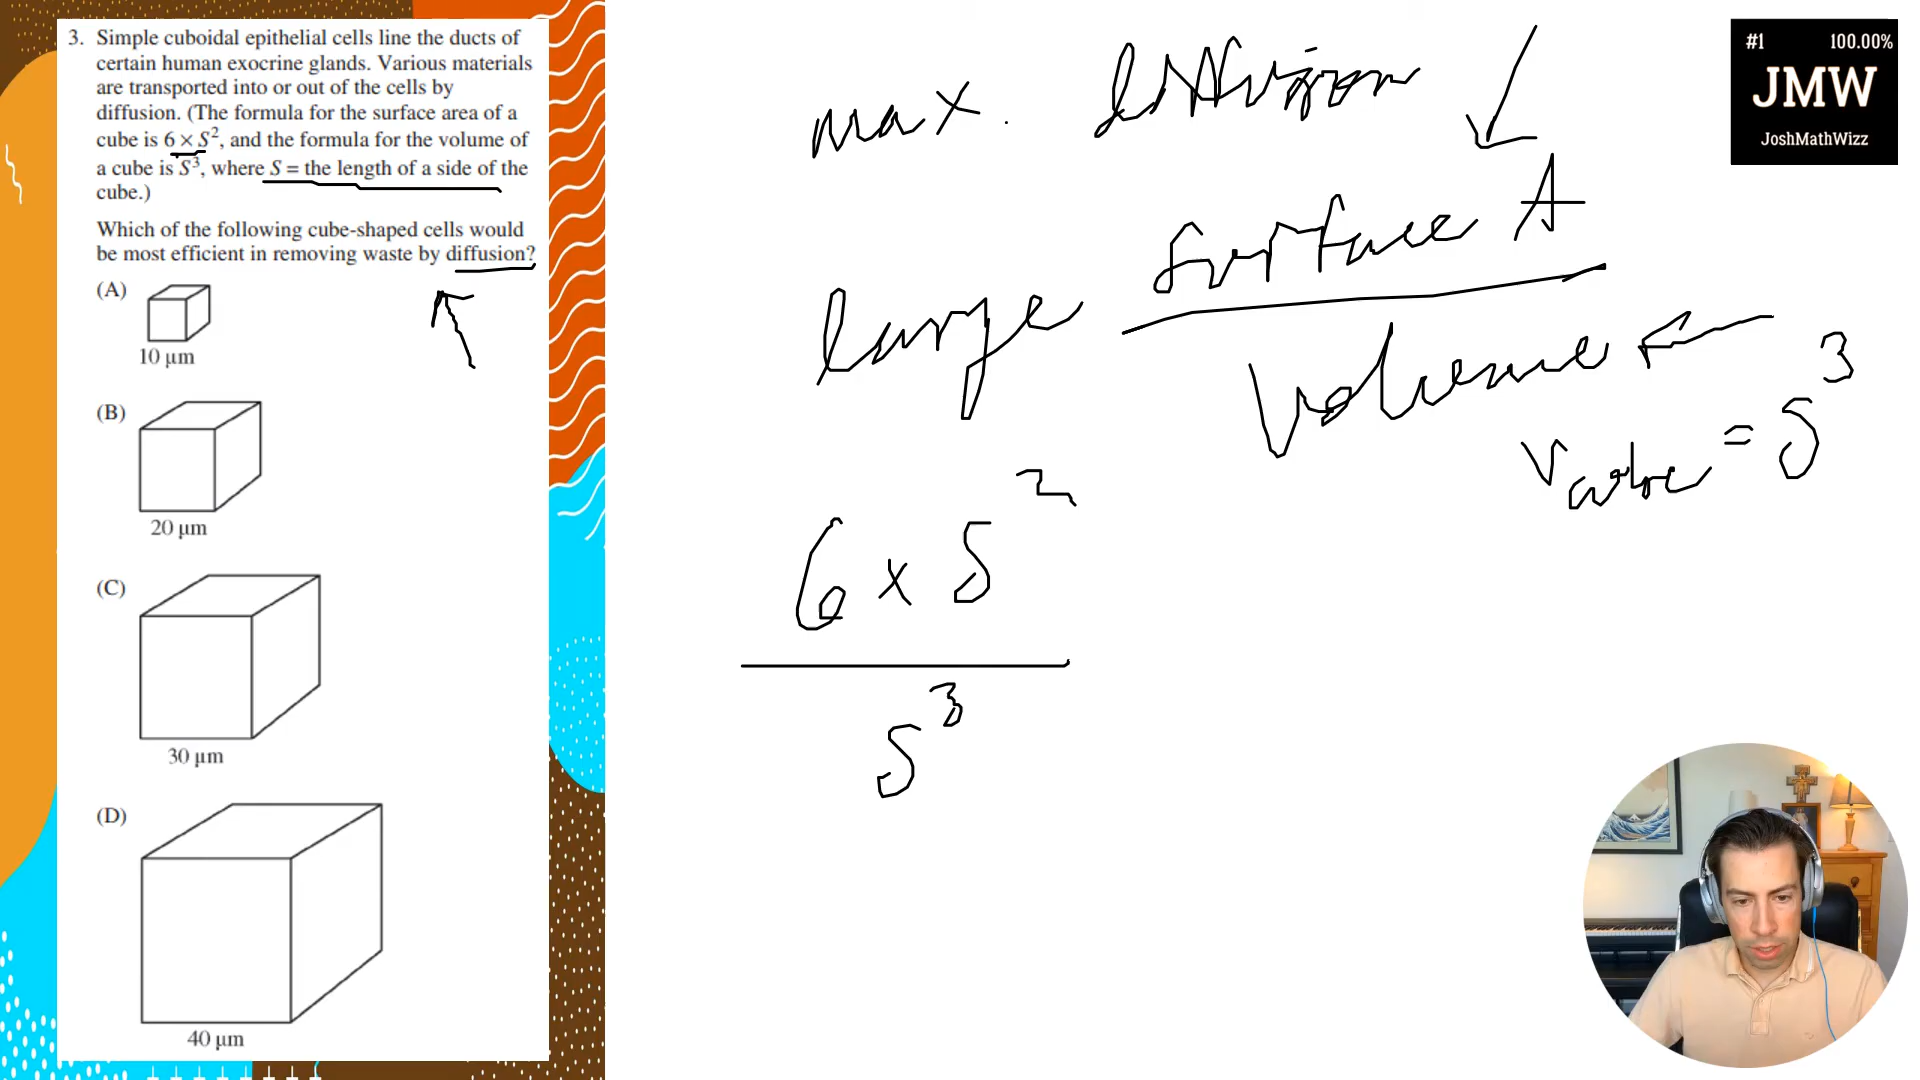 3. Simple cuboidal epithelial cells line the ducts of
certain human exocrine glands. Various materials
are transported into or out of the cells by
diffusion. (The formula for the surface area of a
cube is 6 × S², and the formula for the volume of
a cube is S³, where S = the length of a side of the
cube.)
Which of the following cube-shaped cells would
be most efficient in removing waste by diffusion?
(A)
10 µm
(B)
20 µm
(C)
30 µm
(D)
40 µm
max. diffusion
large
surface A
Volume
V cube = S³
6 × S²
S³
#1 100.00%
JMW
JoshMathWizz